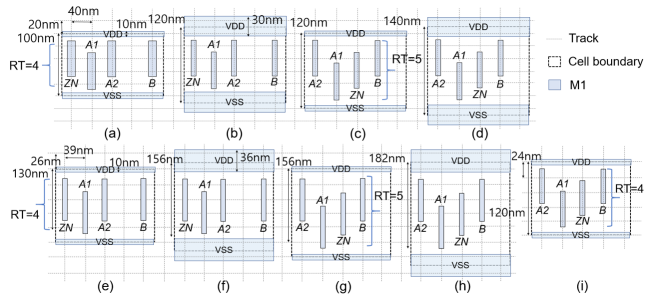 40nm
20nm
10nm
100nm
VDD
A1
RT=4
ZN
A2
B
VSS
(a)
120nm
30nm
VDD
A1
ZN
A2
B
VSS
(b)
120nm
VDD
A1
RT=5
A2
ZN
B
VSS
(c)
140nm
VDD
A1
A2
ZN
B
VSS
(d)
Track
Cell boundary
M1
39nm
26nm
10nm
130nm
VDD
A1
RT=4
ZN
A2
B
VSS
(e)
156nm
36nm
VDD
A1
ZN
A2
B
VSS
(f)
156nm
VDD
A1
RT=5
A2
ZN
B
VSS
(g)
182nm
VDD
A1
A2
ZN
B
VSS
(h)
24nm
VDD
120nm
A1
RT=4
A2
ZN
B
VSS
(i)